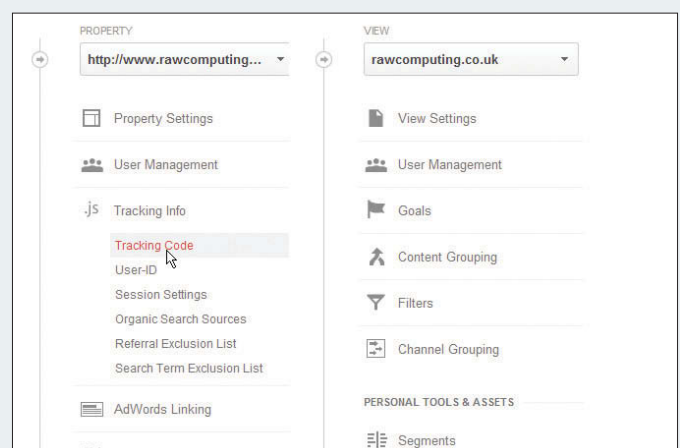 PROPERTY
http://www.rawcomputing...
Property Settings
User Management
.js Tracking Info
Tracking Code
User-ID
Session Settings
Organic Search Sources
Referral Exclusion List
Search Term Exclusion List
AdWords Linking
VIEW
rawcomputing.co.uk
View Settings
User Management
Goals
Content Grouping
Filters
Channel Grouping
PERSONAL TOOLS & ASSETS
Segments